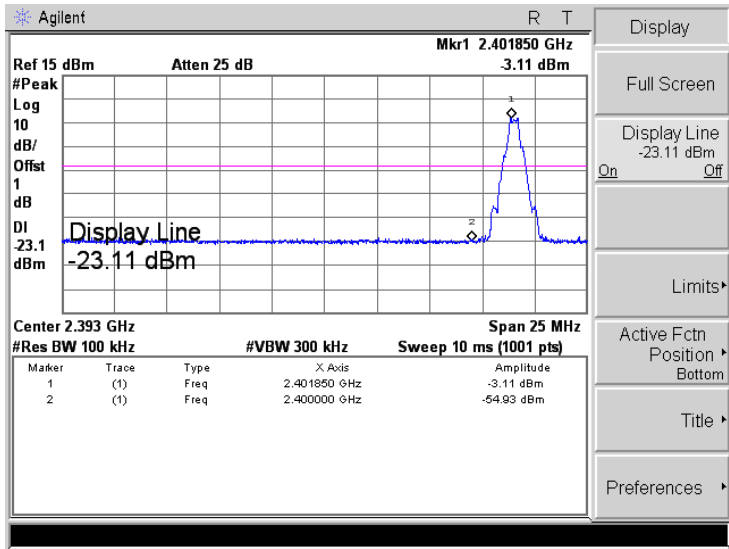 Agilent R T
Mkr1 2.401850 GHz
Ref 15 dBm Atten 25 dB -3.11 dBm
#Peak
Log
10
dB/
Offst
1
dB
DI
-23.1
dBm
1
2
Display Line
-23.11 dBm
Center 2.393 GHz Span 25 MHz
#Res BW 100 kHz #VBW 300 kHz Sweep 10 ms (1001 pts)
Marker Trace Type X Axis Amplitude
1 (1) Freq 2.401850 GHz -3.11 dBm
2 (1) Freq 2.400000 GHz -54.93 dBm
Display
Full Screen
Display Line
-23.11 dBm
On Off
Limits
Active Fctn
Position
Bottom
Title
Preferences